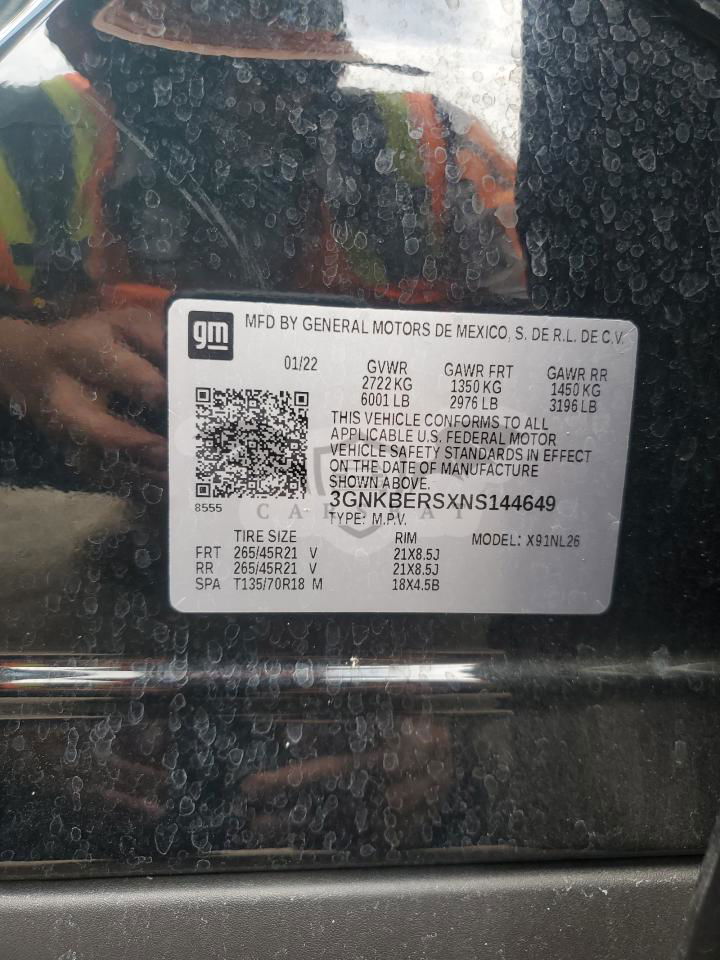 gm
MFD BY GENERAL MOTORS DE MEXICO, S. DE R.L. DE C.V.
01/22 GVWR GAWR FRT GAWR RR
2722 KG 1350 KG 1450 KG
6001 LB 2976 LB 3196 LB
THIS VEHICLE CONFORMS TO ALL
APPLICABLE U.S. FEDERAL MOTOR
VEHICLE SAFETY STANDARDS IN EFFECT
ON THE DATE OF MANUFACTURE
SHOWN ABOVE.
8555
3GNKBERSXNS144649
TYPE: M.P.V.
TIRE SIZE RIM MODEL: X91NL26
FRT 265/45R21 V 21X8.5J
RR 265/45R21 V 21X8.5J
SPA T135/70R18 M 18X4.5B